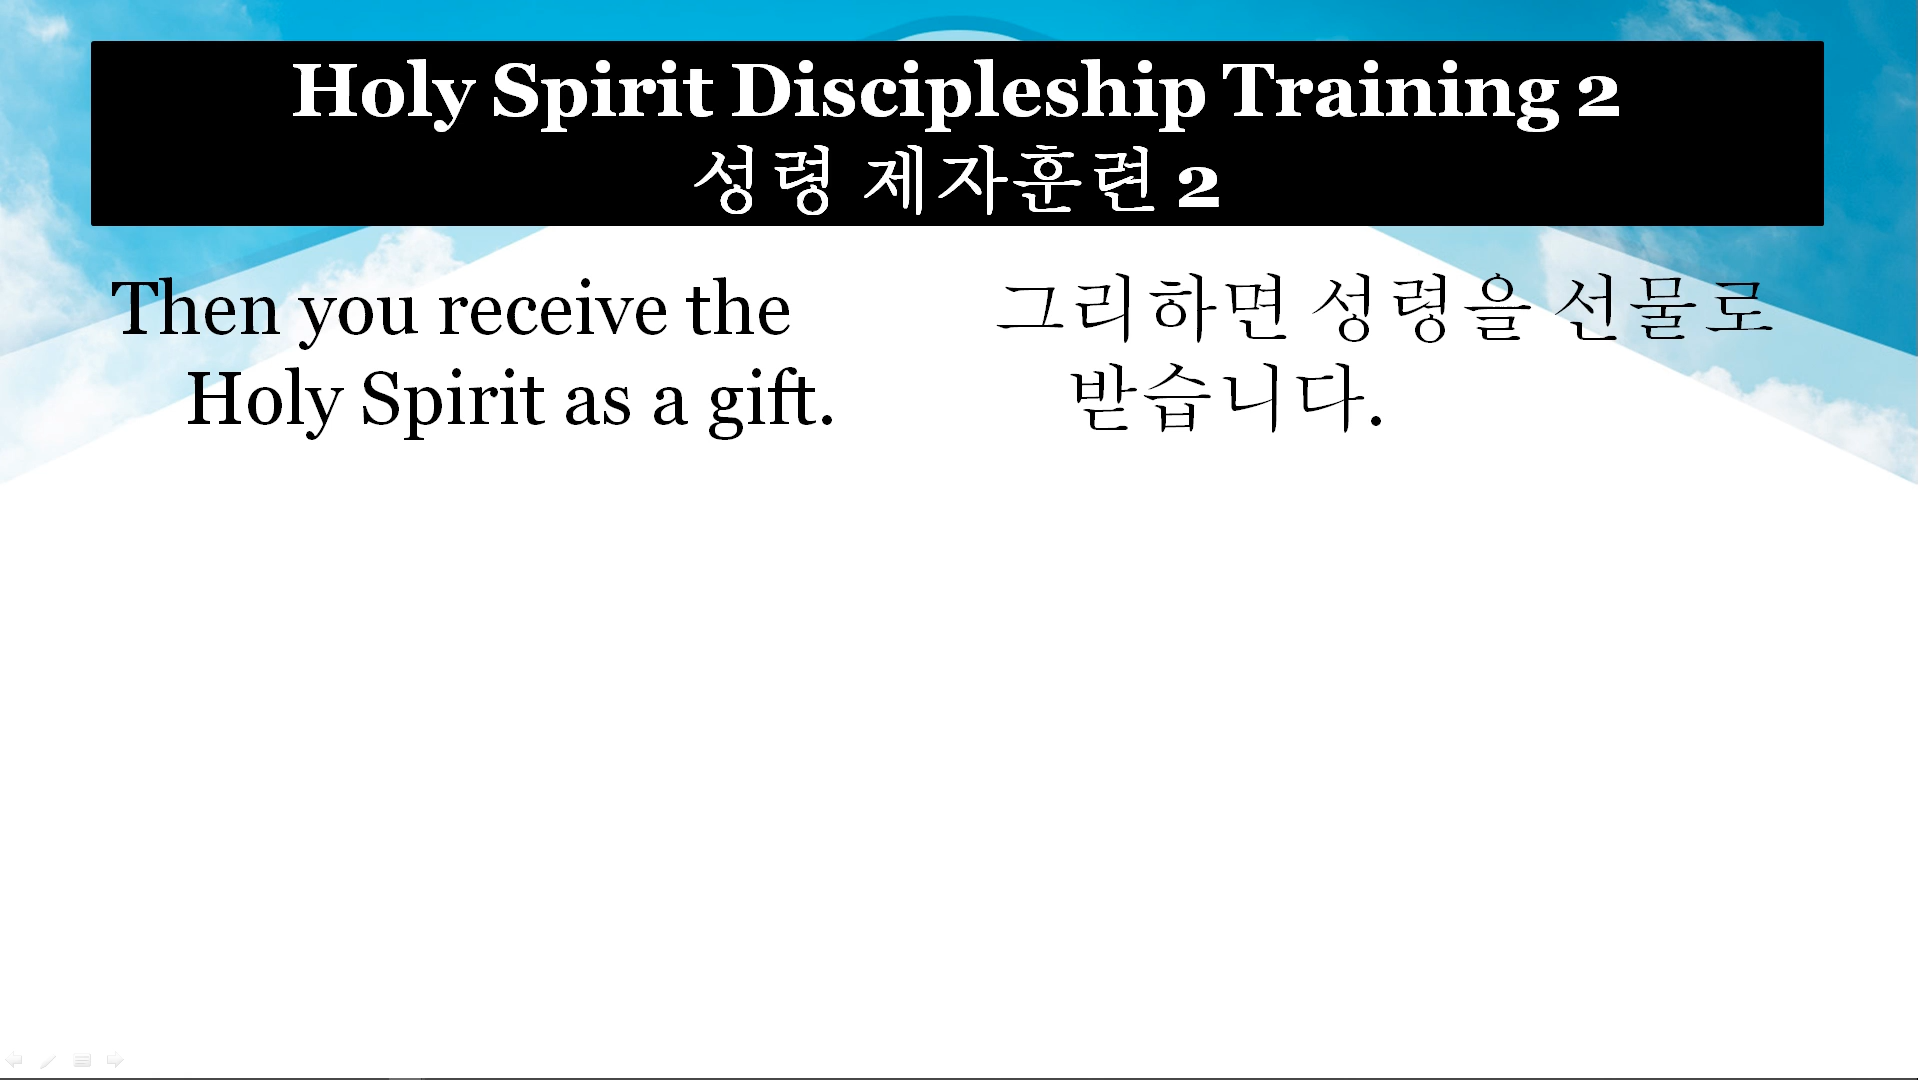 Holy Spirit Discipleship Training 2
성령 제자훈련 2
Then you receive the
Holy Spirit as a gift.
그리하면 성령을 선물로
받습니다.